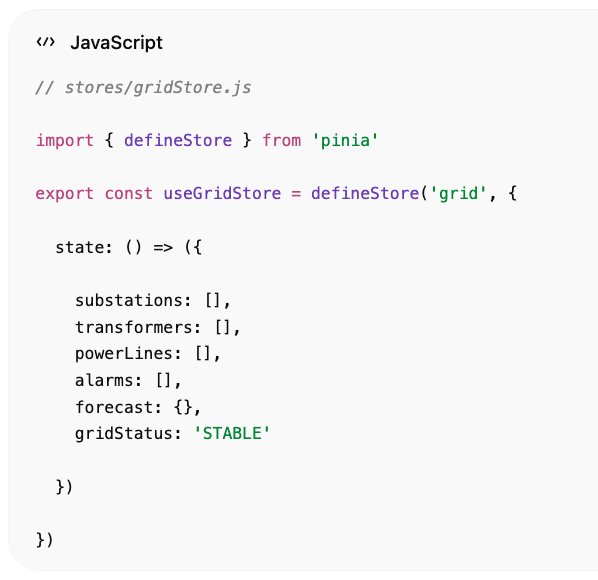 </> JavaScript
// stores/gridStore.js
import { defineStore } from 'pinia'
export const useGridStore = defineStore('grid', {
  state: () => ({
    substations: [],
    transformers: [],
    powerLines: [],
    alarms: [],
    forecast: {},
    gridStatus: 'STABLE'
  })
})